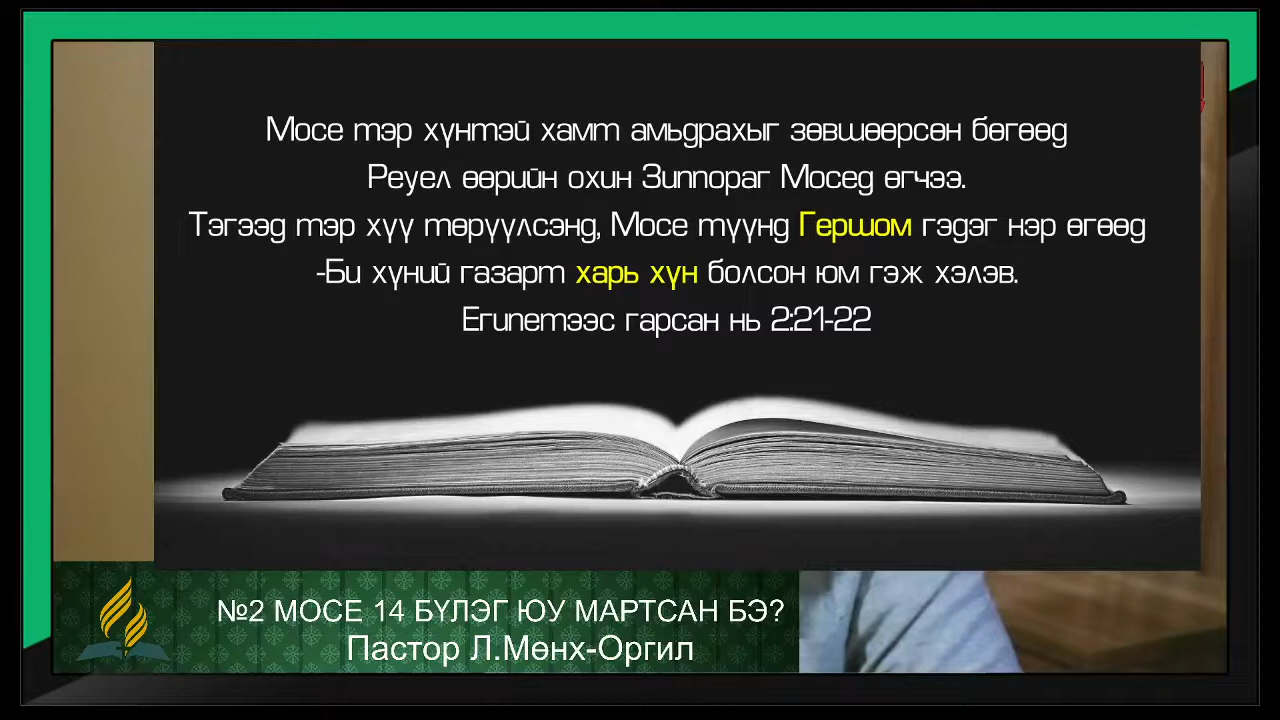 Мосе тэр хүнтэй хамт амьдрахыг зөвшөөрсөн бөгөөд
Реуел өөрийн охин Зиппораг Мосед өгчээ.
Тэгээд тэр хүү төрүүлсэнд, Мосе түүнд Гершом гэдэг нэр өгөөд
-Би хүний газарт харь хүн болсон юм гэж хэлэв.
Египетээс гарсан нь 2:21-22
№2 МОСЕ 14 БҮЛЭГ ЮУ МАРТСАН БЭ?
Пастор Л.Мөнх-Оргил